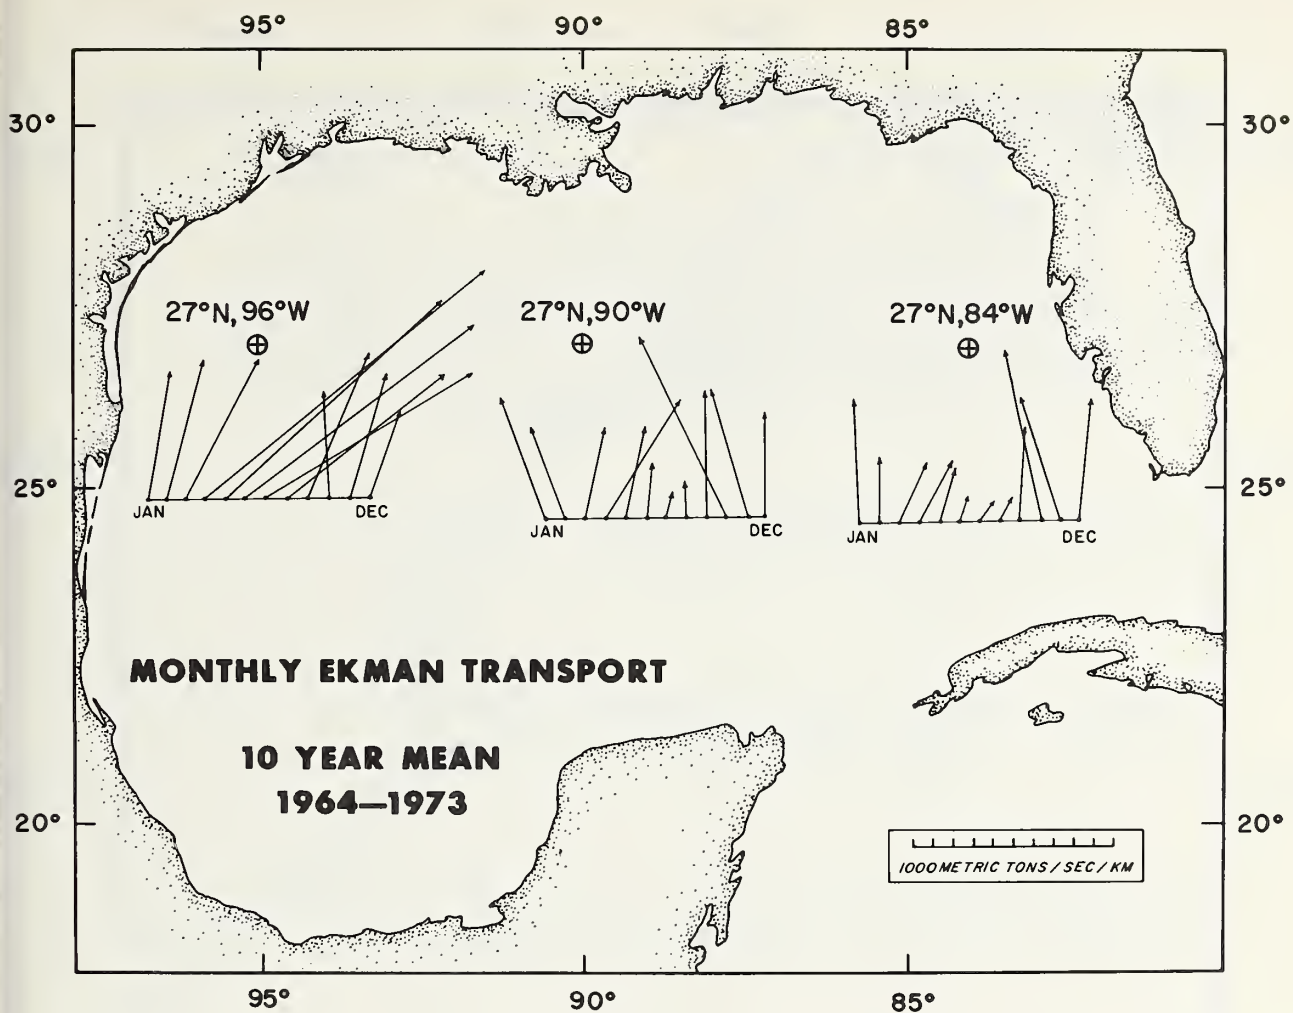 95° 90° 85°
30° 30°
27°N, 96°W 27°N, 90°W 27°N, 84°W
25° 25°
JAN DEC JAN DEC JAN DEC
MONTHLY EKMAN TRANSPORT
10 YEAR MEAN
1964—1973
20° 20°
1000 METRIC TONS / SEC / KM
95° 90° 85°